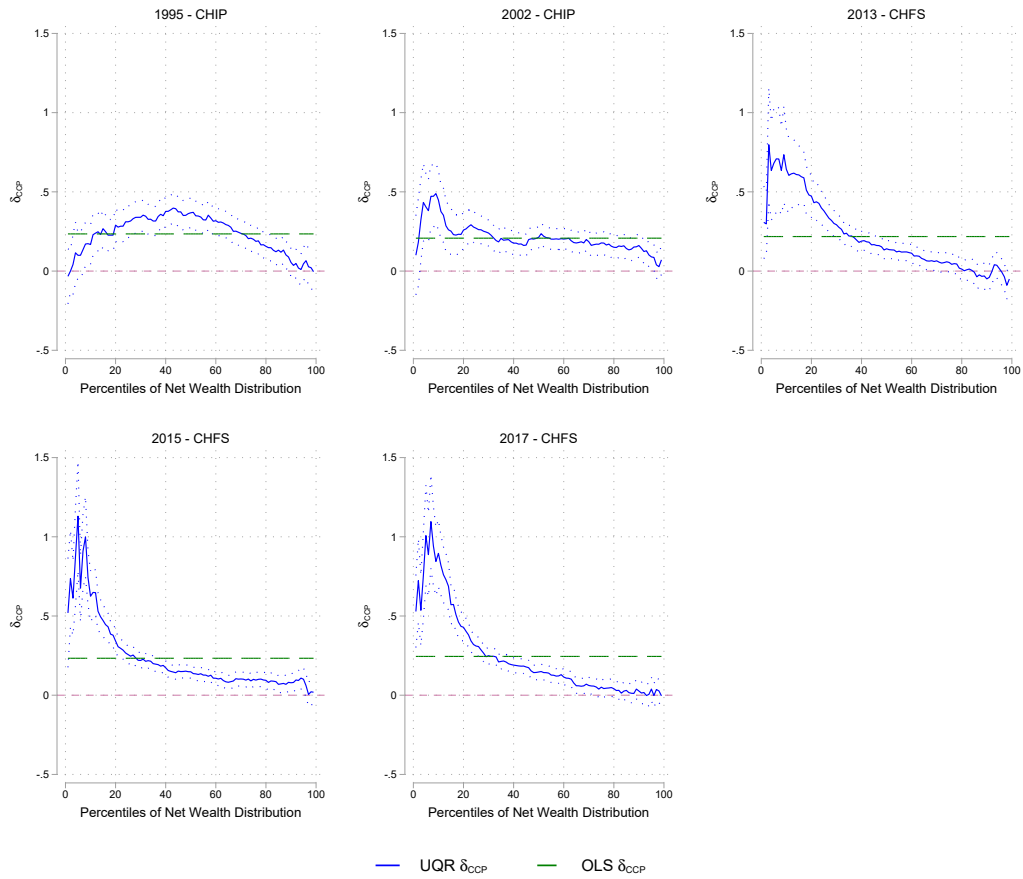 1995 - CHIP
2002 - CHIP
2013 - CHFS
1.5
1
.5
0
-.5
δCCP
0 20 40 60 80 100
Percentiles of Net Wealth Distribution
1.5
1
.5
0
-.5
δCCP
0 20 40 60 80 100
Percentiles of Net Wealth Distribution
1.5
1
.5
0
-.5
δCCP
0 20 40 60 80 100
Percentiles of Net Wealth Distribution
2015 - CHFS
2017 - CHFS
1.5
1
.5
0
-.5
δCCP
0 20 40 60 80 100
Percentiles of Net Wealth Distribution
1.5
1
.5
0
-.5
δCCP
0 20 40 60 80 100
Percentiles of Net Wealth Distribution
UQR δCCP
OLS δCCP